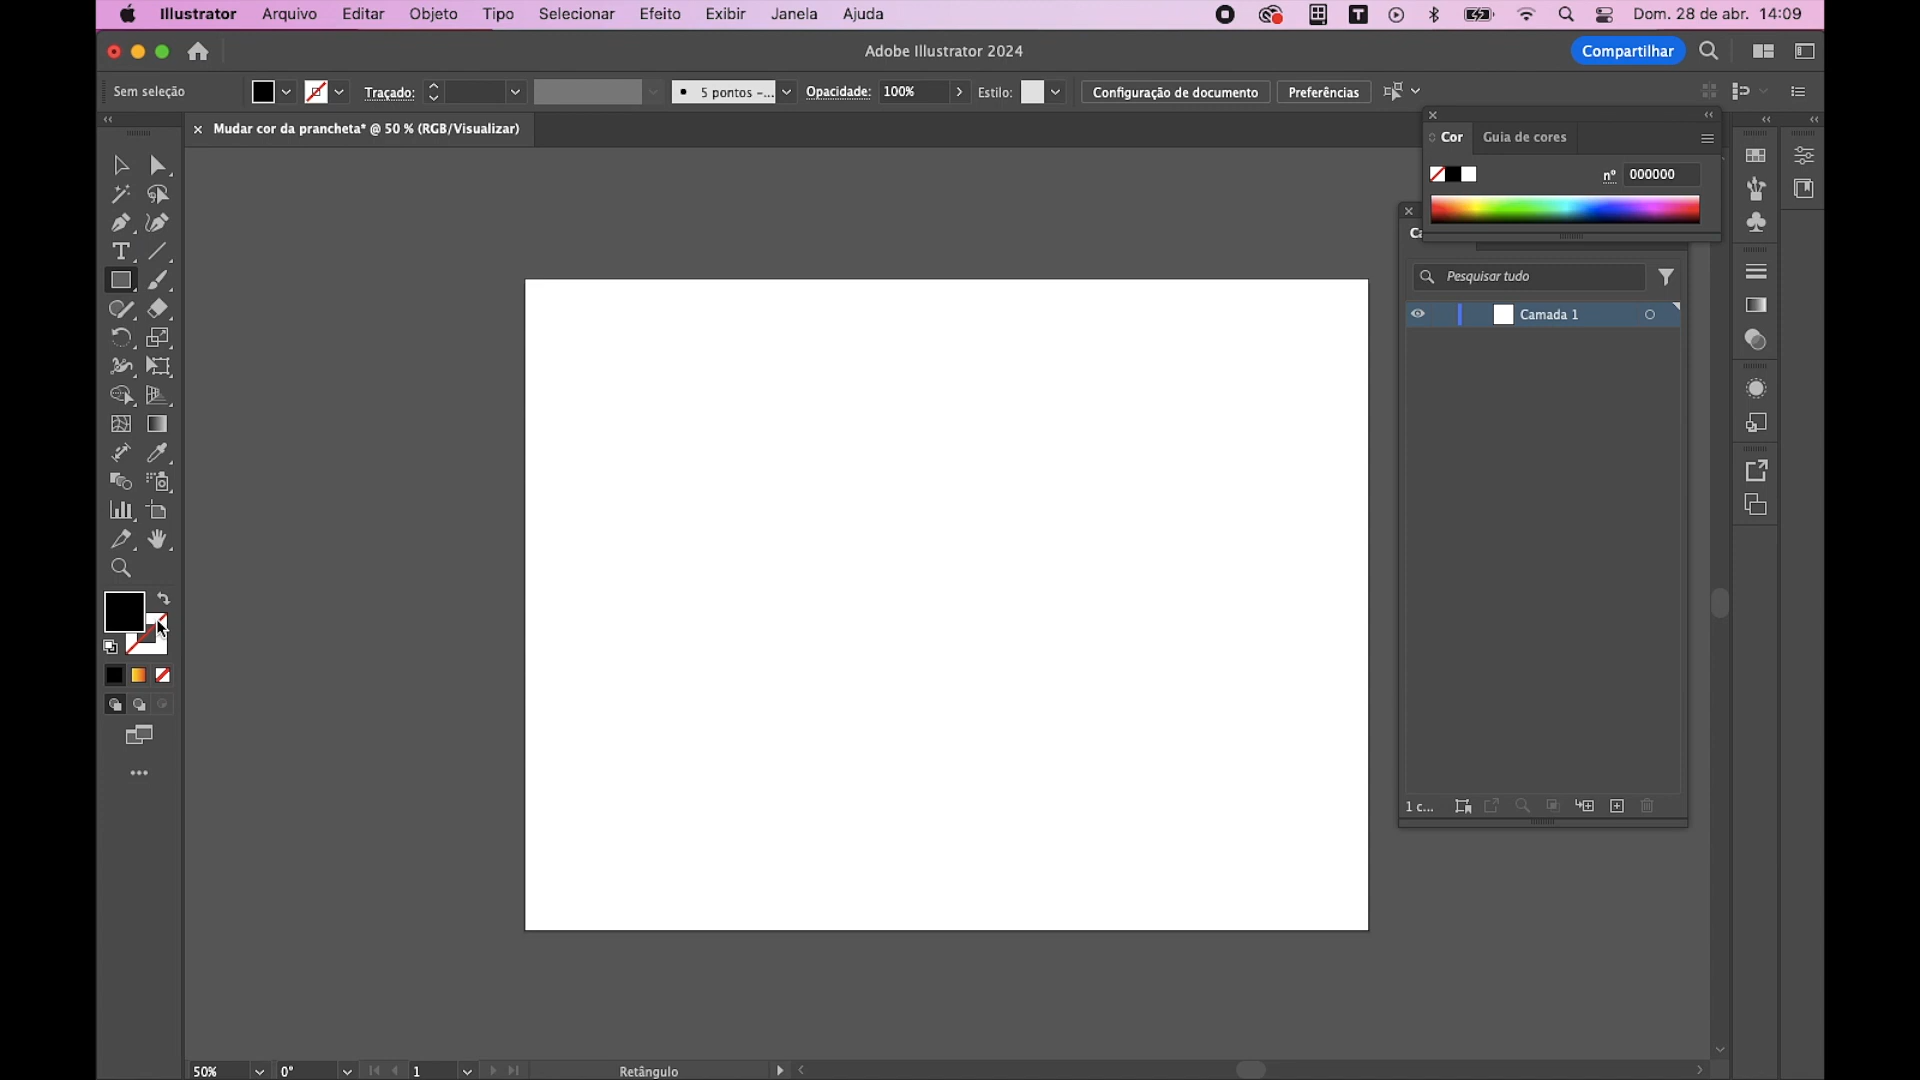 Illustrator Arquivo Editar Objeto Tipo Selecionar Efeito Exibir Janela Ajuda Dom. 28 de abr. 14:09
Adobe Illustrator 2024 Compartilhar
Sem seleção Traçado: 5 pontos -... Opacidade: 100% Estilo: Configuração de documento Preferências
Mudar cor da prancheta* @ 50 % (RGB/Visualizar)
Cor Guia de cores
nº 000000
Ca
Pesquisar tudo
Camada 1
1 c...
50% 0° 1 Retângulo